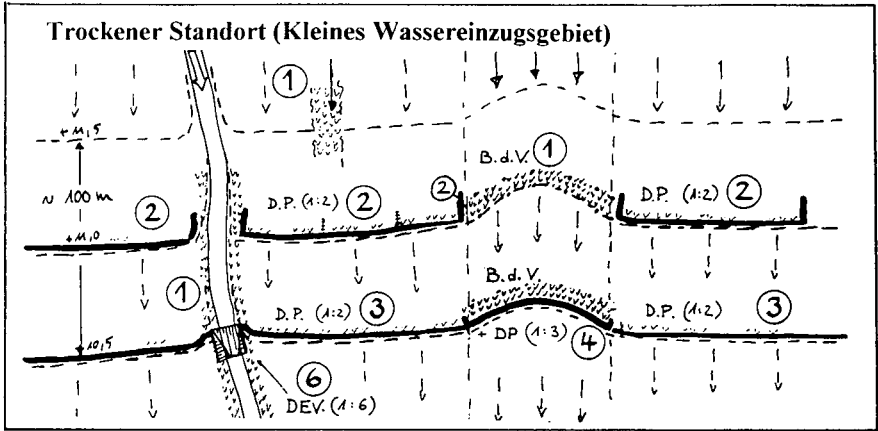 Trockener Standort (Kleines Wassereinzugsgebiet)
1
+11,5
B.d.V. 1
~ 100 m
2
D.P. (1:2) 2
2
D.P. (1:2) 2
+11,0
B.d.V.
1
D.P. (1:2) 3
D.P. (1:2) 3
+ DP (1:3) 4
10,5
6
DEV. (1:6)